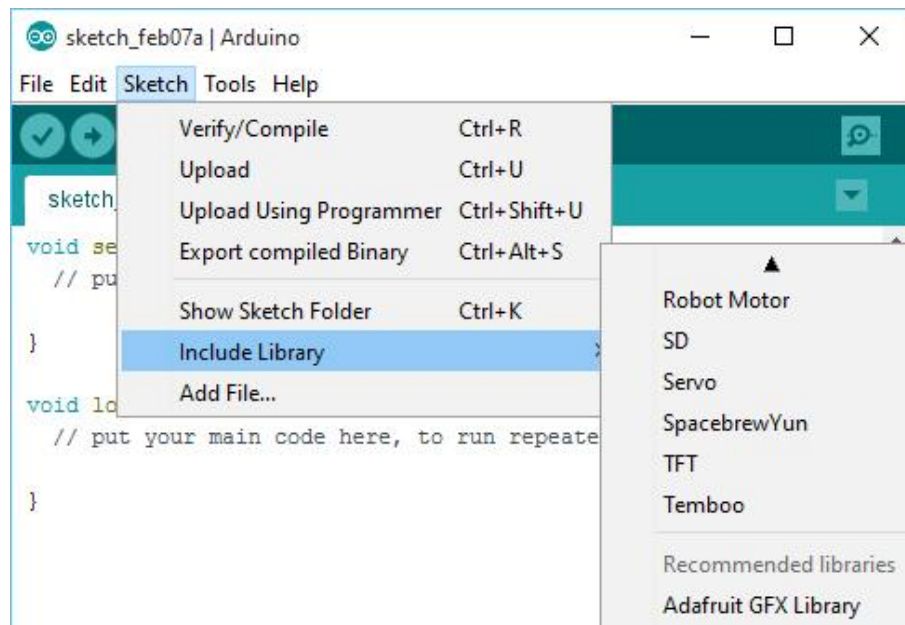 sketch_feb07a | Arduino
File Edit Sketch Tools Help
Verify/Compile Ctrl+R
Upload Ctrl+U
sketch_
Upload Using Programmer Ctrl+Shift+U
void se
Export compiled Binary Ctrl+Alt+S
// pu
Show Sketch Folder Ctrl+K
Robot Motor
}
Include Library
SD
Add File...
Servo
void lo
SpacebrewYun
// put your main code here, to run repeate
TFT
}
Temboo
Recommended libraries
Adafruit GFX Library